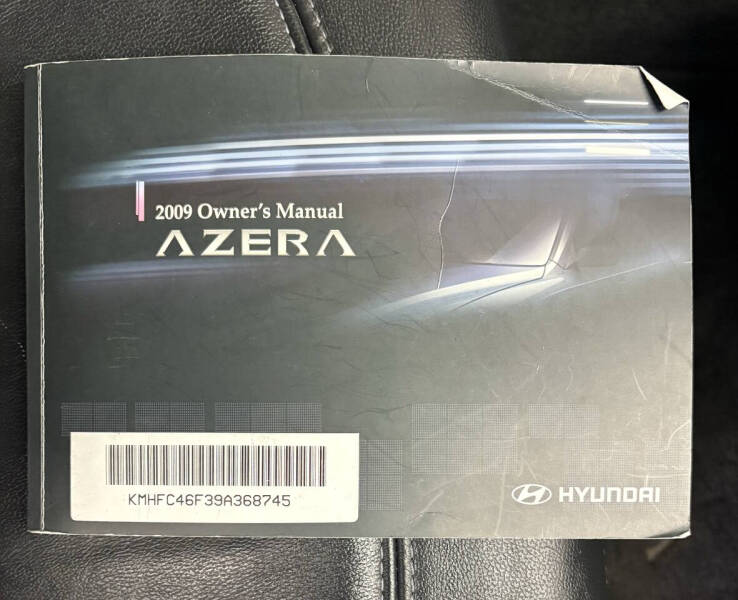 2009 Owner's Manual
AZERA
KMHFC46F39A368745
HYUNDAI